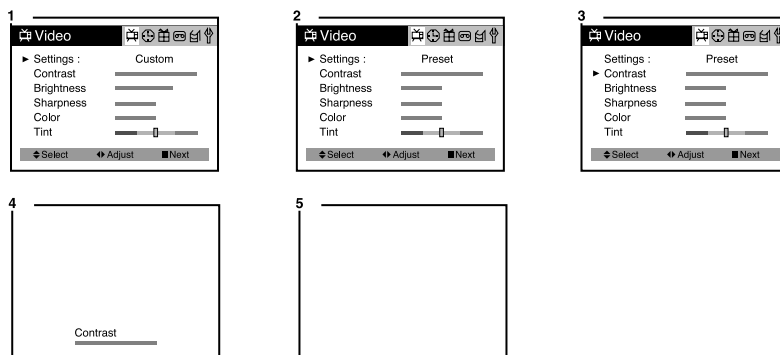 1
Video
▶ Settings : Custom
Contrast
Brightness
Sharpness
Color
Tint
Select Adjust Next
2
Video
▶ Settings : Preset
Contrast
Brightness
Sharpness
Color
Tint
Select Adjust Next
3
Video
Settings : Preset
▶ Contrast
Brightness
Sharpness
Color
Tint
Select Adjust Next
4
Contrast
5